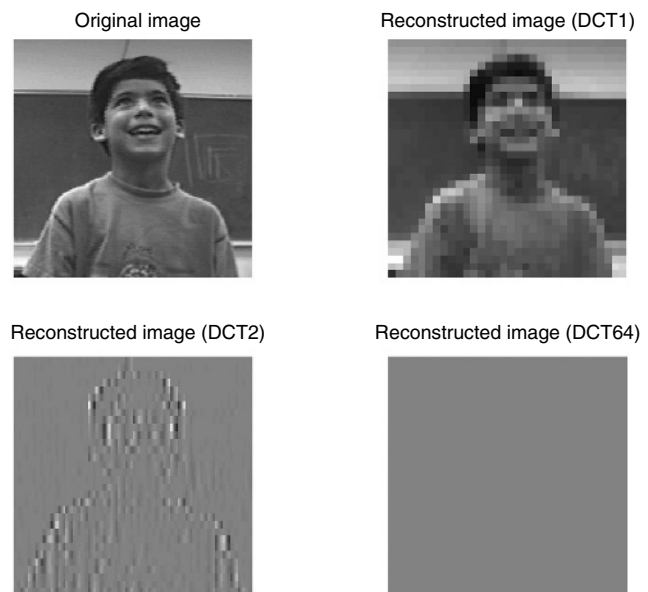 Original image
Reconstructed image (DCT1)
Reconstructed image (DCT2)
Reconstructed image (DCT64)